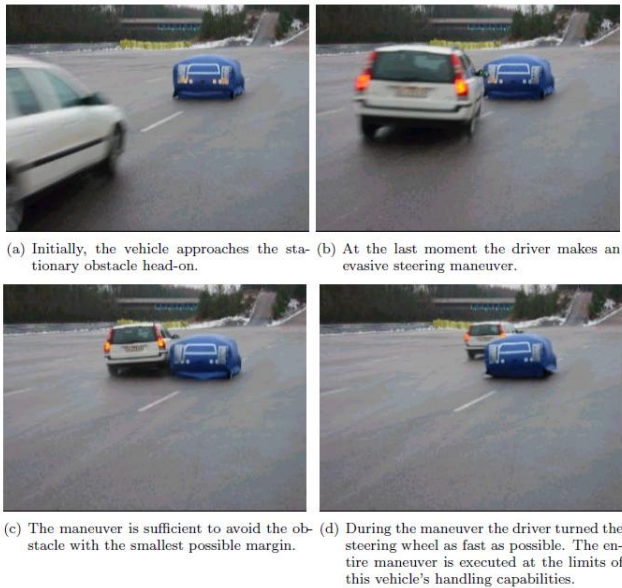 (a) Initially, the vehicle approaches the sta-
tionary obstacle head-on.
(b) At the last moment the driver makes an
evasive steering maneuver.
(c) The maneuver is sufficient to avoid the ob-
stacle with the smallest possible margin.
(d) During the maneuver the driver turned the
steering wheel as fast as possible. The en-
tire maneuver is executed at the limits of
this vehicle's handling capabilities.